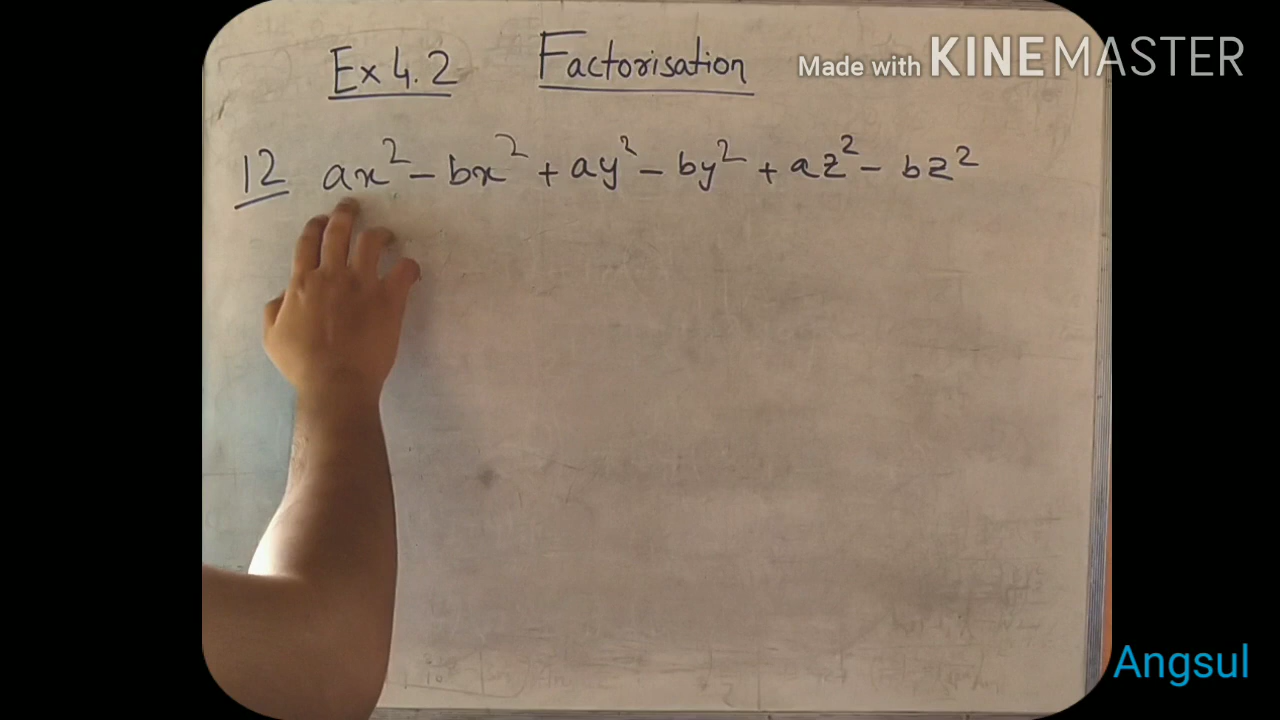 Ex 4.2 Factorisation
Made with KINEMASTER
12 ax² - bx² + ay² - by² + az² - bz²
Angsul